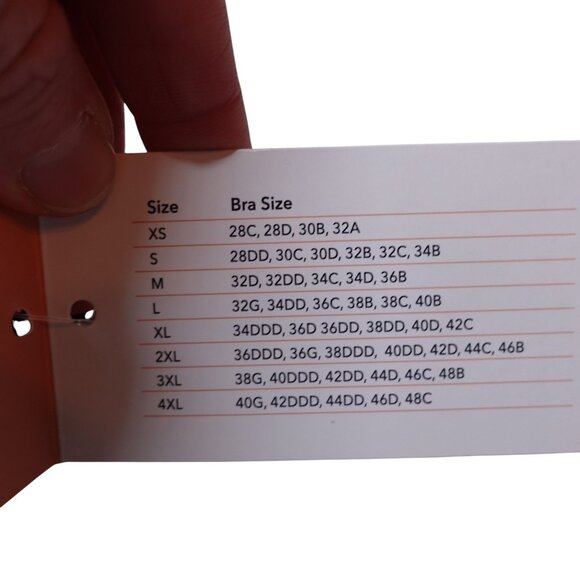 Size Bra Size
XS 28C, 28D, 30B, 32A
S 28DD, 30C, 30D, 32B, 32C, 34B
M 32D, 32DD, 34C, 34D, 36B
L 32G, 34DD, 36C, 38B, 38C, 40B
XL 34DDD, 36D 36DD, 38DD, 40D, 42C
2XL 36DDD, 36G, 38DDD, 40DD, 42D, 44C, 46B
3XL 38G, 40DDD, 42DD, 44D, 46C, 48B
4XL 40G, 42DDD, 44DD, 46D, 48C